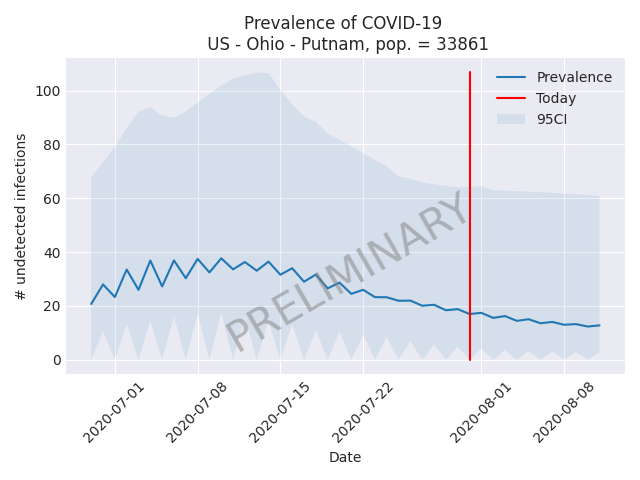 Prevalence of COVID-19
US - Ohio - Putnam, pop. = 33861
# undetected infections
100
80
60
40
20
0
Prevalence
Today
95CI
PRELIMINARY
2020-07-01
2020-07-08
2020-07-15
2020-07-22
2020-08-01
2020-08-08
Date